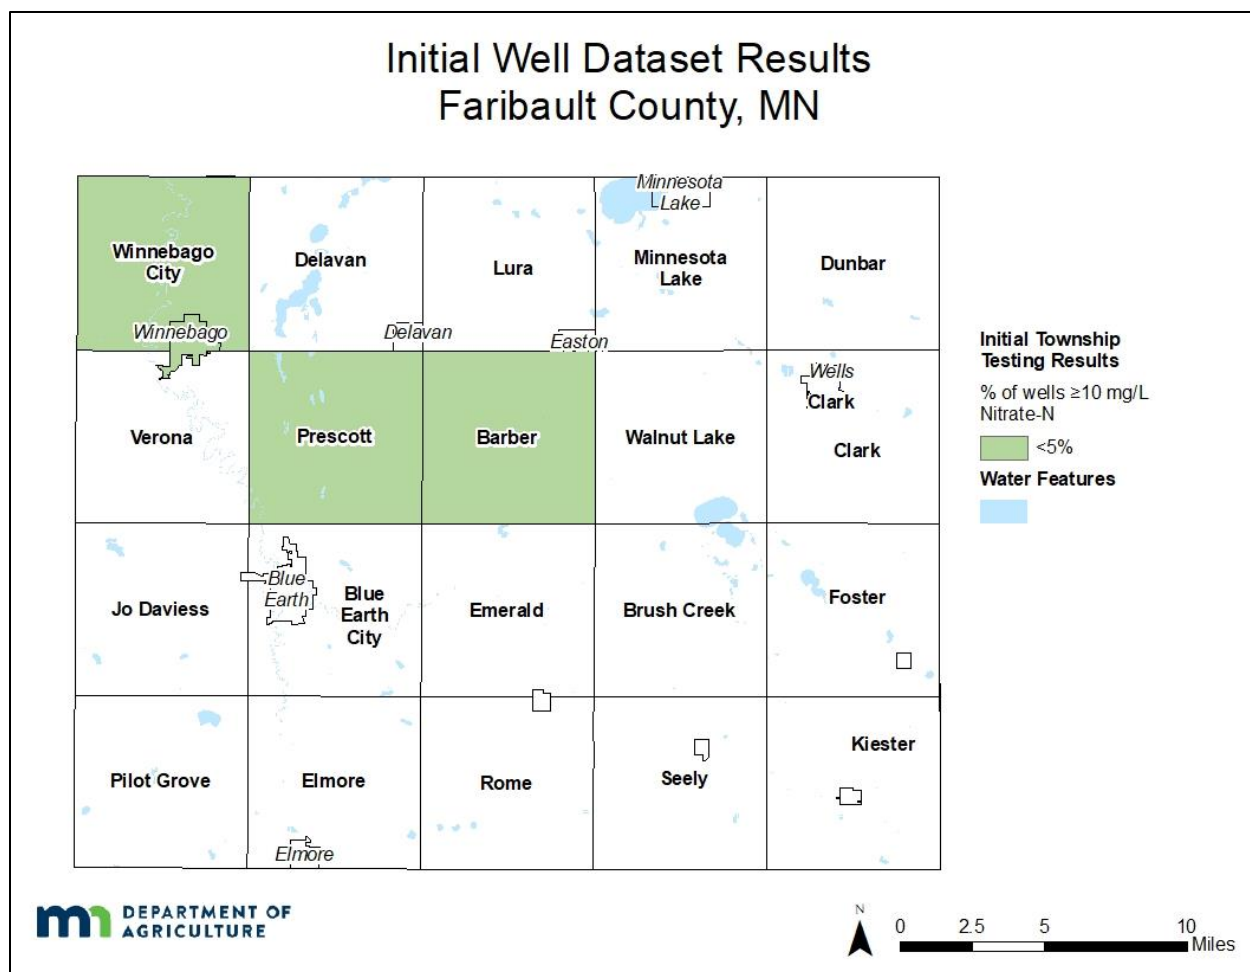 Initial Well Dataset Results
Faribault County, MN
Minnesota
Lake
Winnebago
City
Delavan
Lura
Minnesota
Lake
Dunbar
Winnebago
Delavan
Easton
Initial Township
Testing Results
% of wells ≥10 mg/L
Nitrate-N
<5%
Water Features
Wells
Clark
Verona
Prescott
Barber
Walnut Lake
Clark
Blue
Earth
Jo Daviess
Blue
Earth
City
Emerald
Brush Creek
Foster
Pilot Grove
Elmore
Rome
Seely
Kiester
Elmore
mn DEPARTMENT OF
AGRICULTURE
N
0 2.5 5 10
Miles